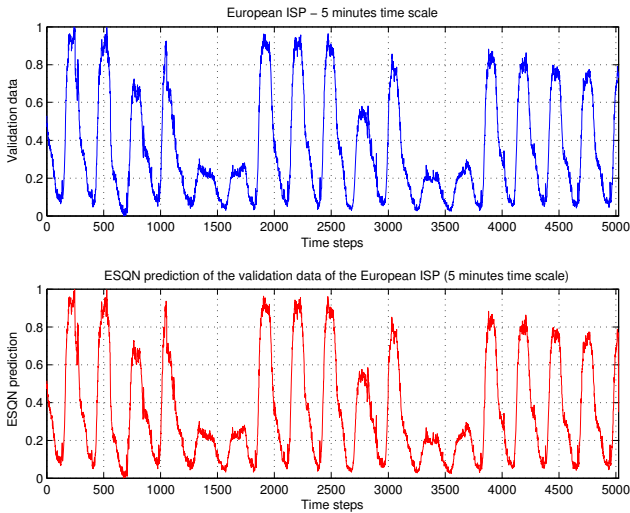 European ISP − 5 minutes time scale
1
0.8
0.6
0.4
0.2
0
Validation data
0 500 1000 1500 2000 2500 3000 3500 4000 4500 5000
Time steps
ESQN prediction of the validation data of the European ISP (5 minutes time scale)
1
0.8
0.6
0.4
0.2
0
ESQN prediction
0 500 1000 1500 2000 2500 3000 3500 4000 4500 5000
Time steps